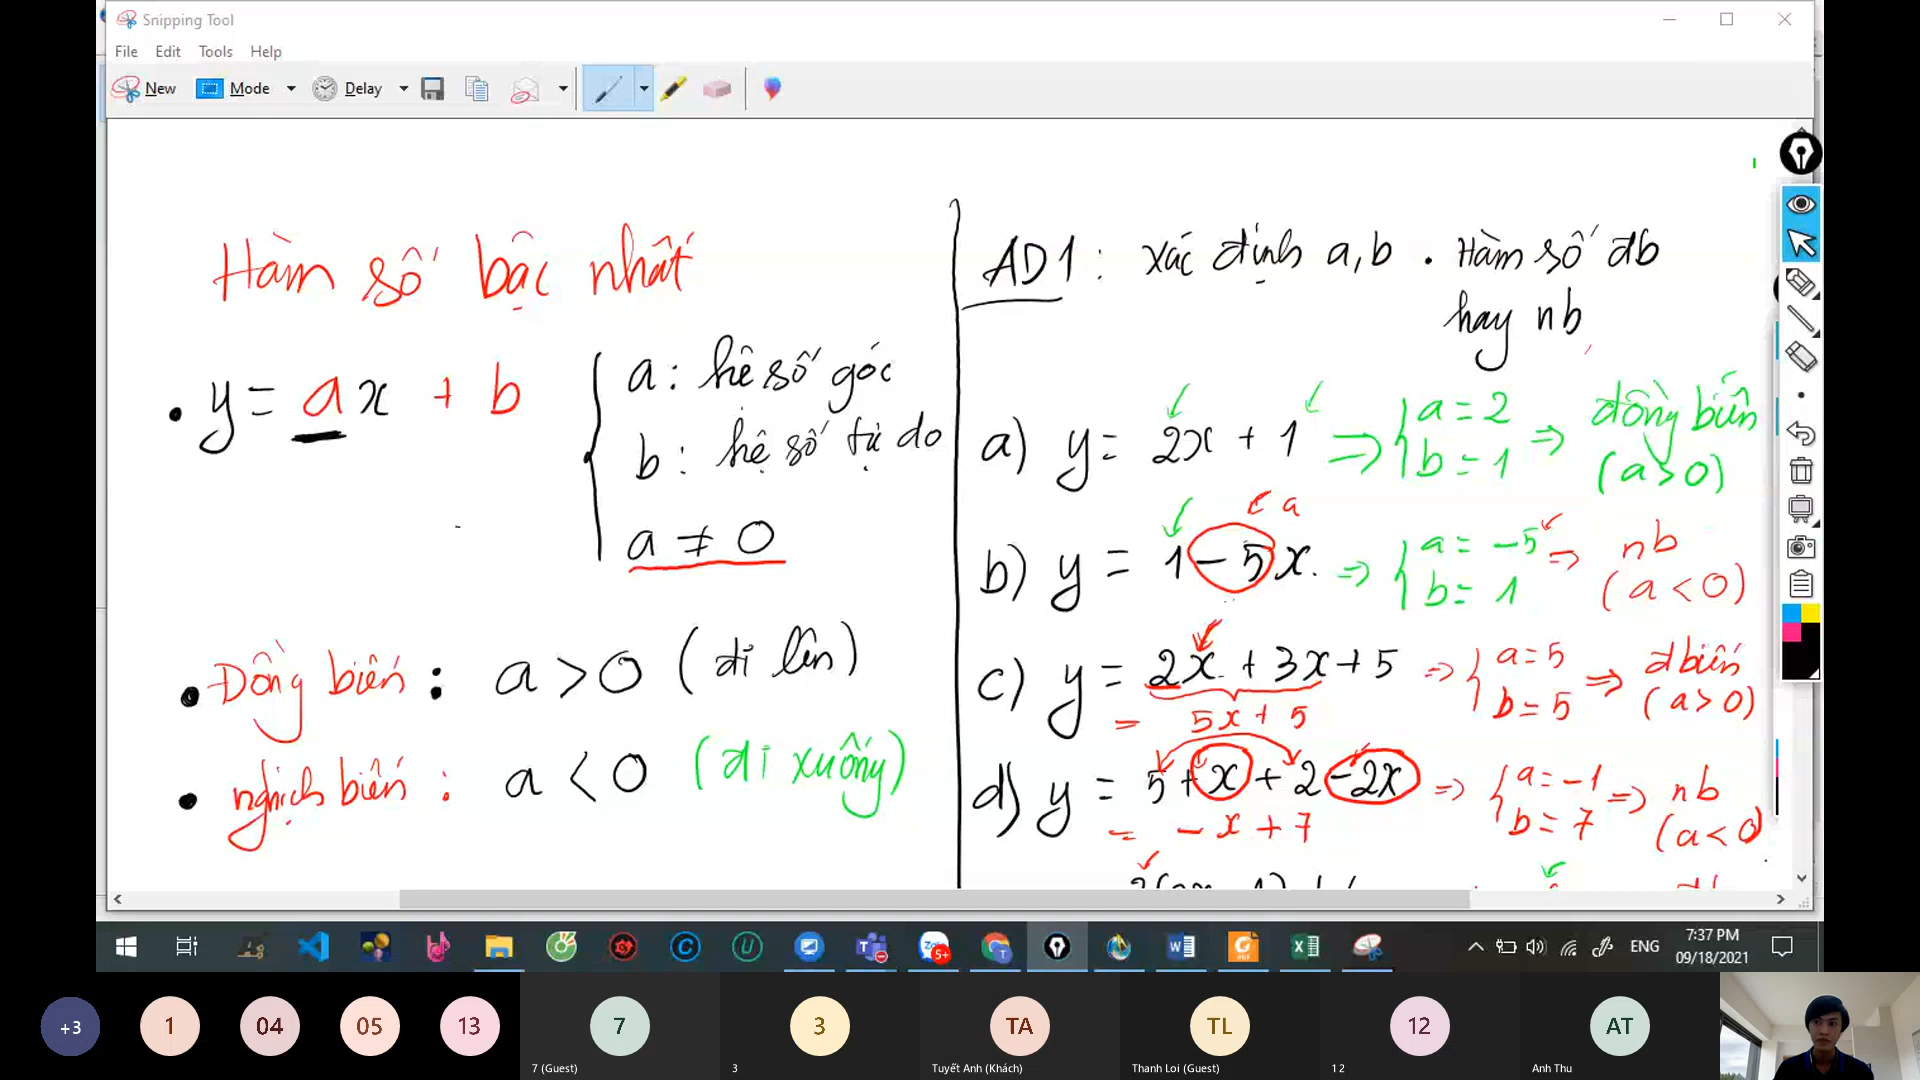 Snipping Tool
File Edit Tools Help
New Mode Delay
Hàm số bậc nhất
y = ax + b
a : hệ số góc
b : hệ số tự do
a ≠ 0
Đồng biến : a > 0 (đi lên)
nghịch biến : a < 0 (đi xuống)
AD1 : xác định a, b . Hàm số đb
hay nb
a) y = 2x + 1 => { a = 2 b = 1 => đồng biến (a > 0)
a
b) y = 1 - 5x. => { a = -5 b = 1 => nb (a < 0)
c) y = 2x + 3x + 5 => { a = 5 b = 5 => đbiến (a > 0)
= 5x + 5
d) y = 5 + x + 2 - 2x => { a = -1 b = 7 => nb (a < 0)
= - x + 7
Zalo 5+
ENG
7:37 PM
09/18/2021
+3 1 04 05 13 7 3 TA TL 12 AT
7 (Guest) 3 Tuyết Anh (Khách) Thanh Loi (Guest) 1 2 Anh Thu